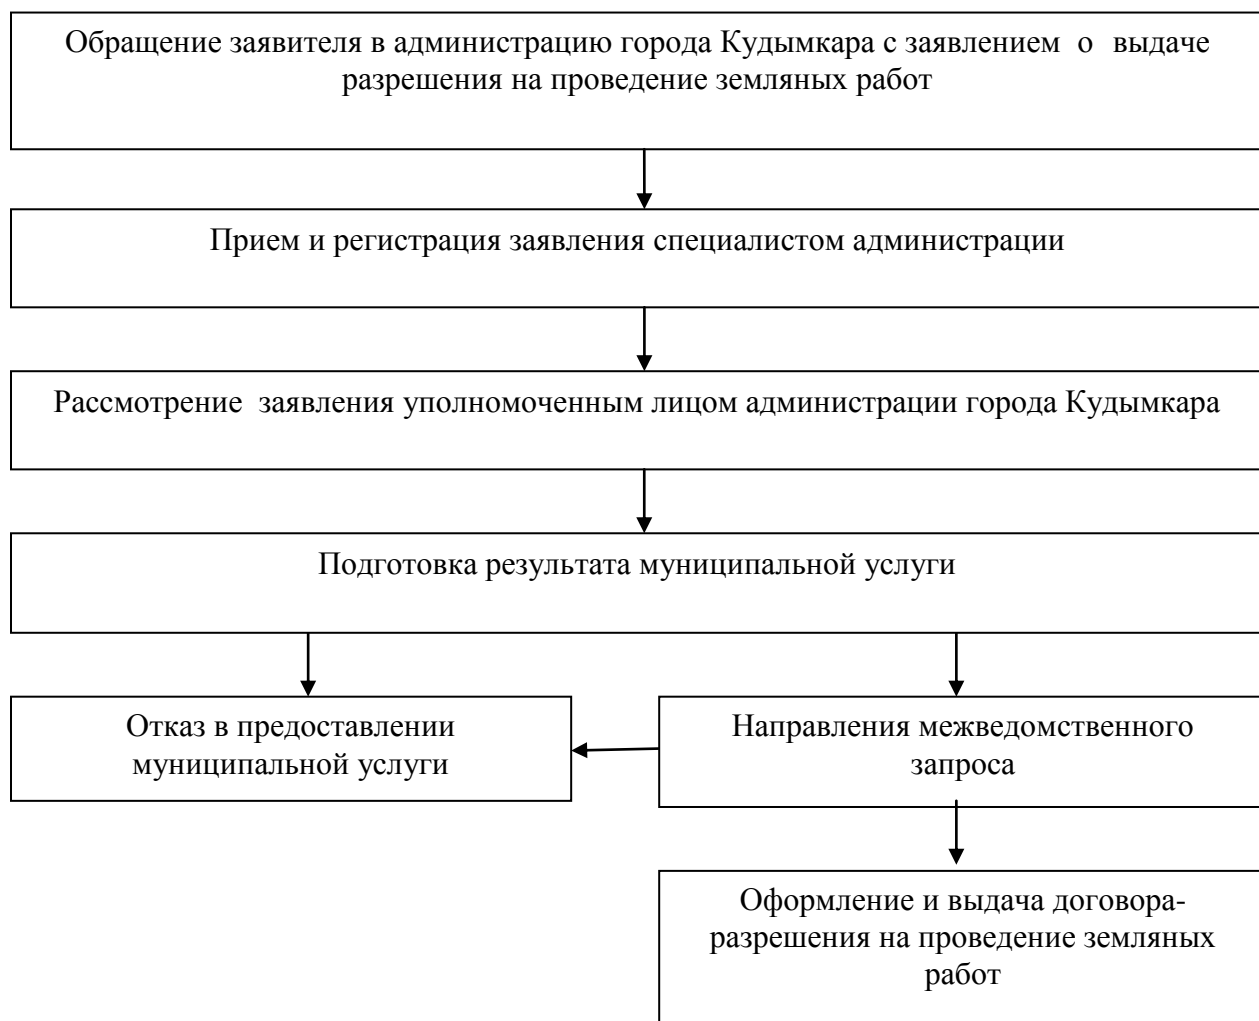 Обращение заявителя в администрацию города Кудымкара с заявлением о выдаче
разрешения на проведение земляных работ
Прием и регистрация заявления специалистом администрации
Рассмотрение заявления уполномоченным лицом администрации города Кудымкара
Подготовка результата муниципальной услуги
Отказ в предоставлении
муниципальной услуги
Направления межведомственного
запроса
Оформление и выдача договора-
разрешения на проведение земляных
работ